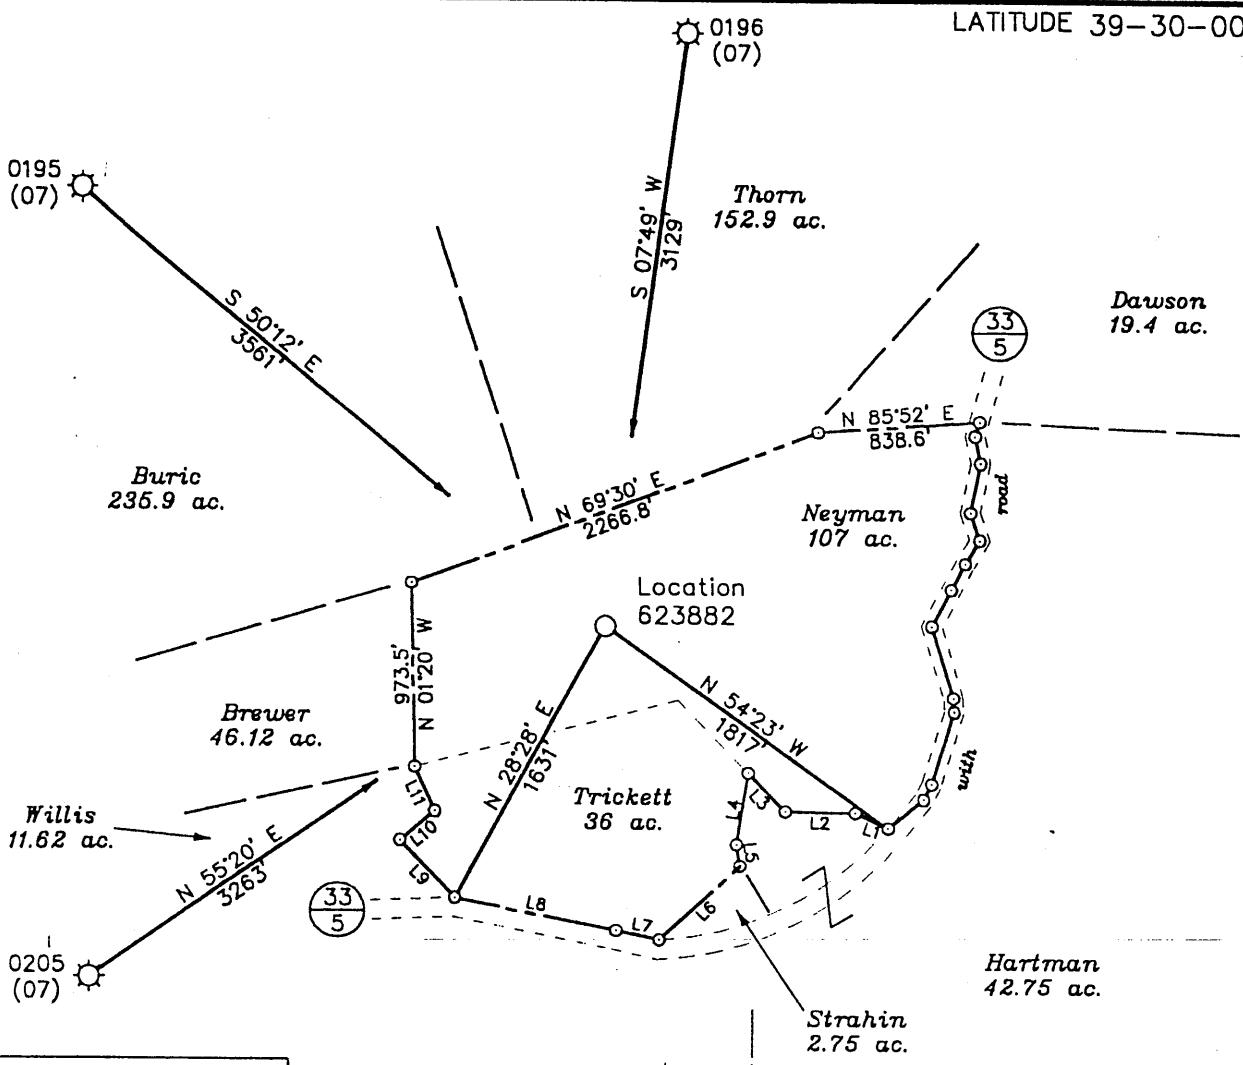 LATITUDE 39-30-00
0196
(07)
0195
(07)
S 07°49' W
3129'
Thorn
152.9 ac.
Dawson
19.4 ac.
33
5
S 50°12' E
3561'
N 85°52' E
838.6'
Buric
235.9 ac.
N 69°30' E
2266.8'
Neyman
107 ac.
road
Location
623882
973.5'
N 01°20' W
N 54°23' W
1817'
Brewer
46.12 ac.
N 28°28' E
1631'
with
Trickett
36 ac.
L11
L10
L9
L8
L7
L6
L5
L4
L3
L2
L1
Willis
11.62 ac.
N 55°20' E
3263'
33
5
0205
(07)
Hartman
42.75 ac.
Strahin
2.75 ac.